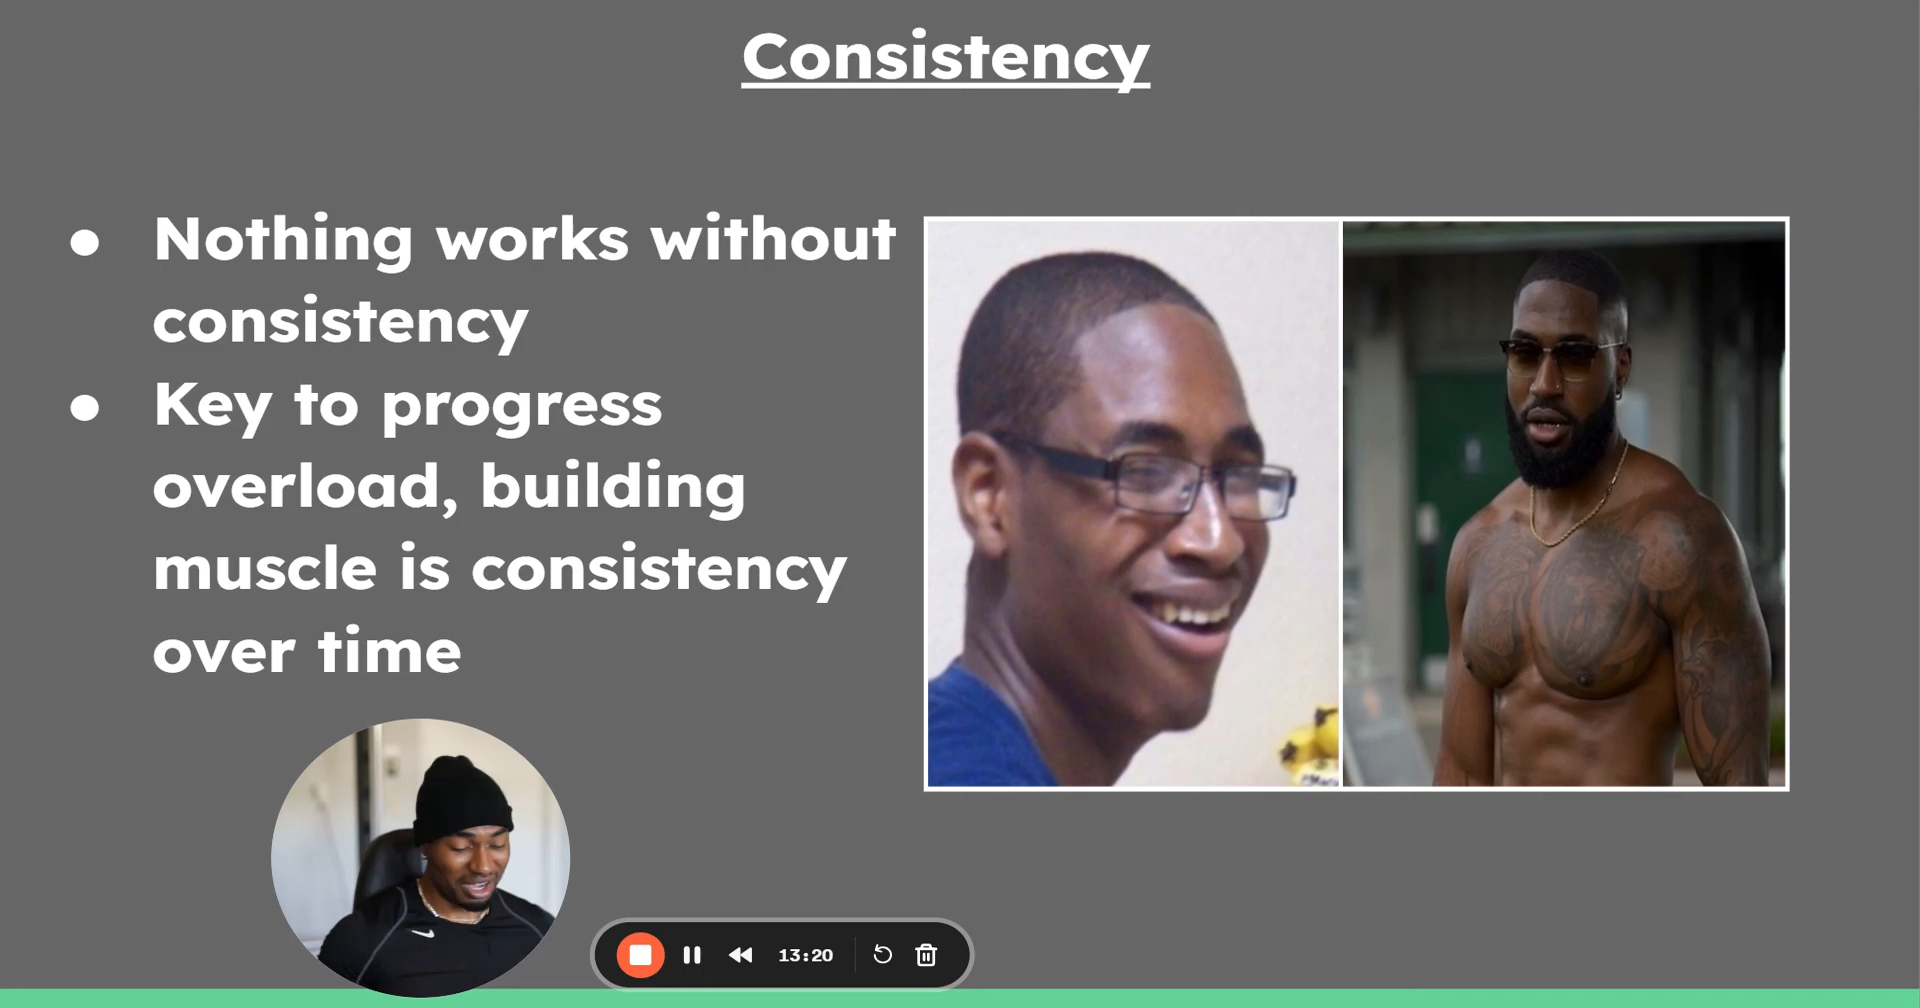 Consistency
● Nothing works without
consistency
● Key to progress
overload, building
muscle is consistency
over time
13:20